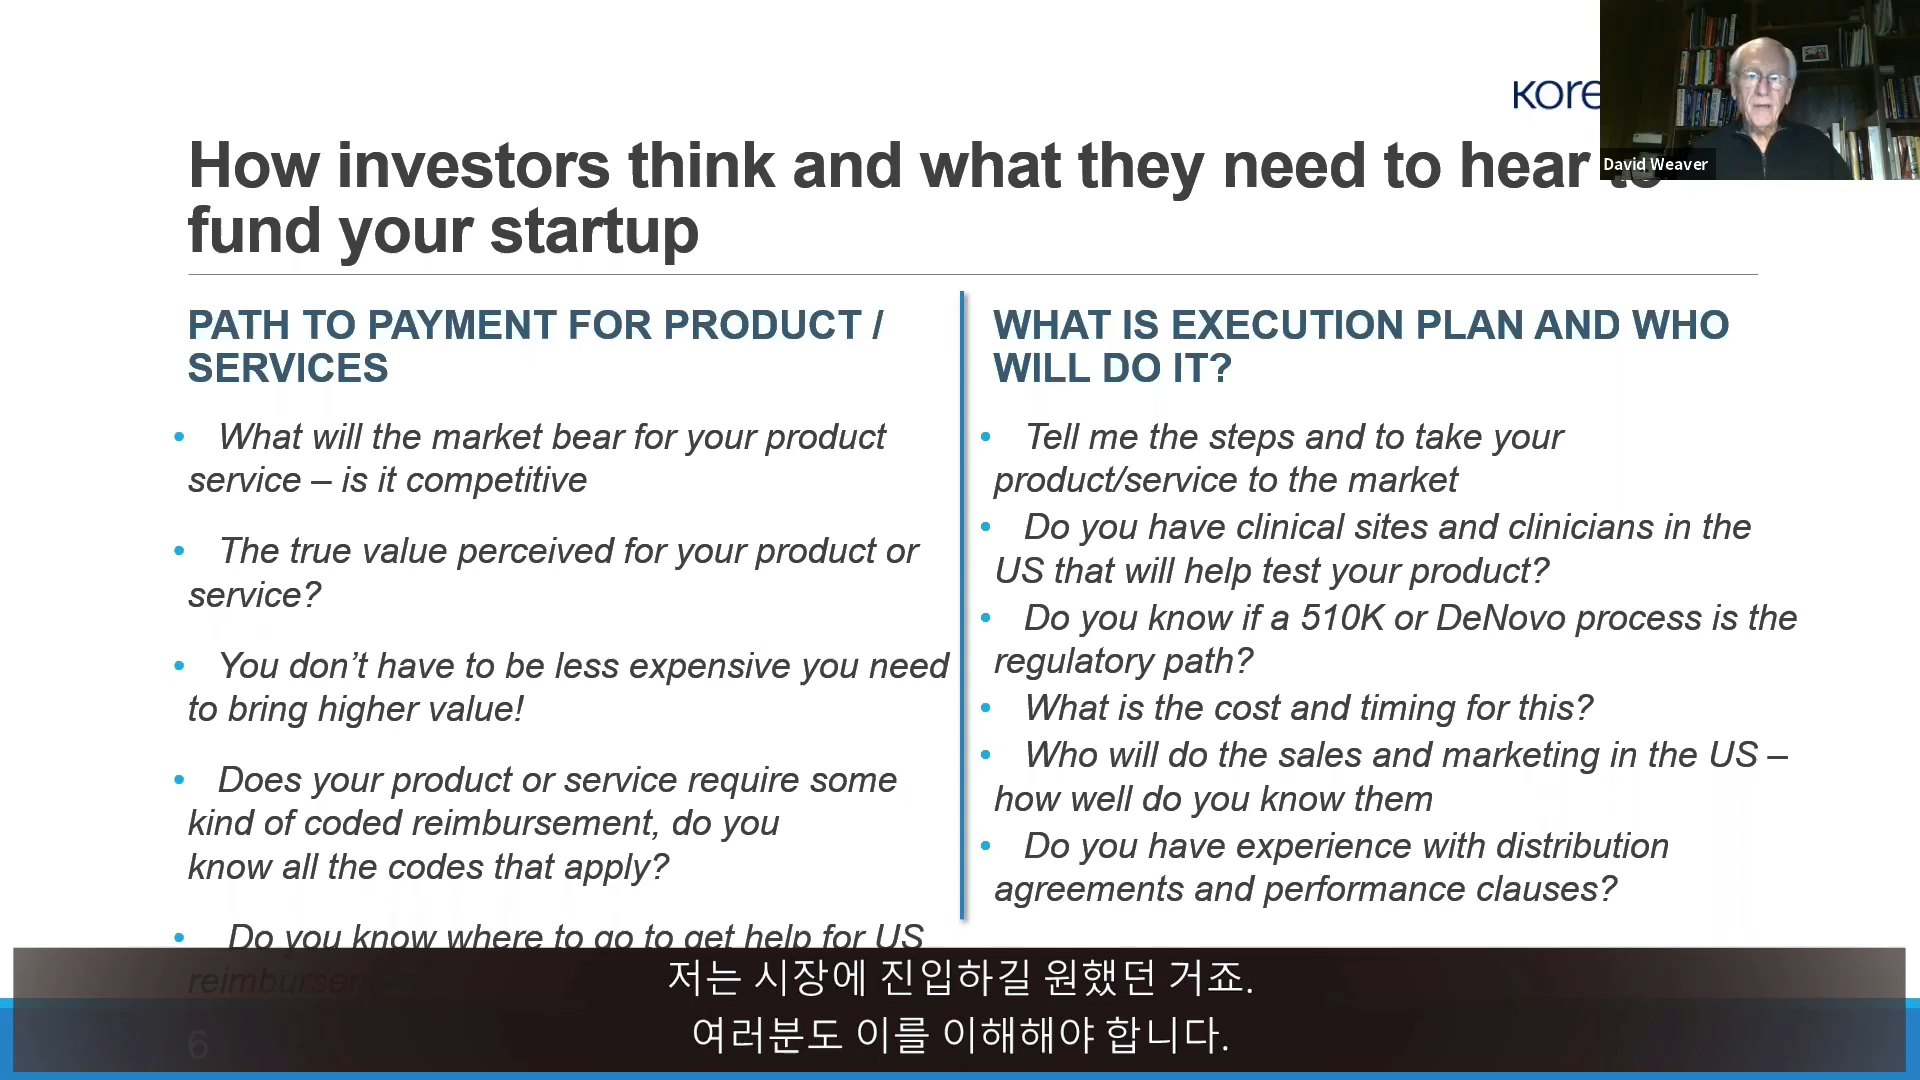 KORE
David Weaver
How investors think and what they need to hear to
fund your startup
PATH TO PAYMENT FOR PRODUCT /
SERVICES
• What will the market bear for your product
service – is it competitive
• The true value perceived for your product or
service?
• You don’t have to be less expensive you need
to bring higher value!
• Does your product or service require some
kind of coded reimbursement, do you
know all the codes that apply?
• Do you know where to go to get help for US
WHAT IS EXECUTION PLAN AND WHO
WILL DO IT?
• Tell me the steps and to take your
product/service to the market
• Do you have clinical sites and clinicians in the
US that will help test your product?
• Do you know if a 510K or DeNovo process is the
regulatory path?
• What is the cost and timing for this?
• Who will do the sales and marketing in the US –
how well do you know them
• Do you have experience with distribution
agreements and performance clauses?
저는 시장에 진입하길 원했던 거죠.
여러분도 이를 이해해야 합니다.
6